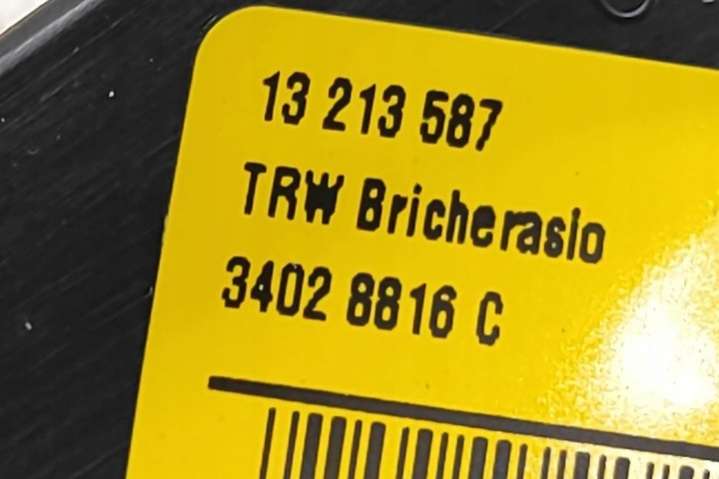 13 213 587
TRW Bricherasio
3402 8816 C